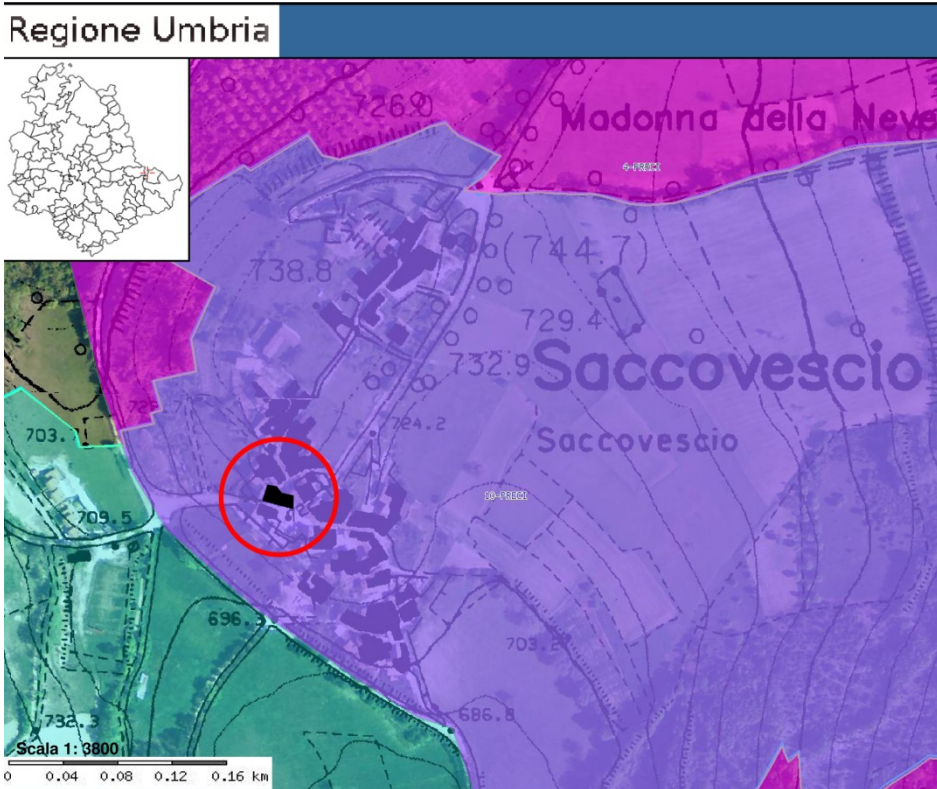 Regione Umbria
726.0
Madonna della Neve
4-PRECI
738.8
(744.7)
729.4
732.9
Saccovescio
724.2
Saccovescio
703.
10-PRECI
709.5
696.3
703.2
732.3
686.8
Scala 1: 3800
0 0.04 0.08 0.12 0.16 km